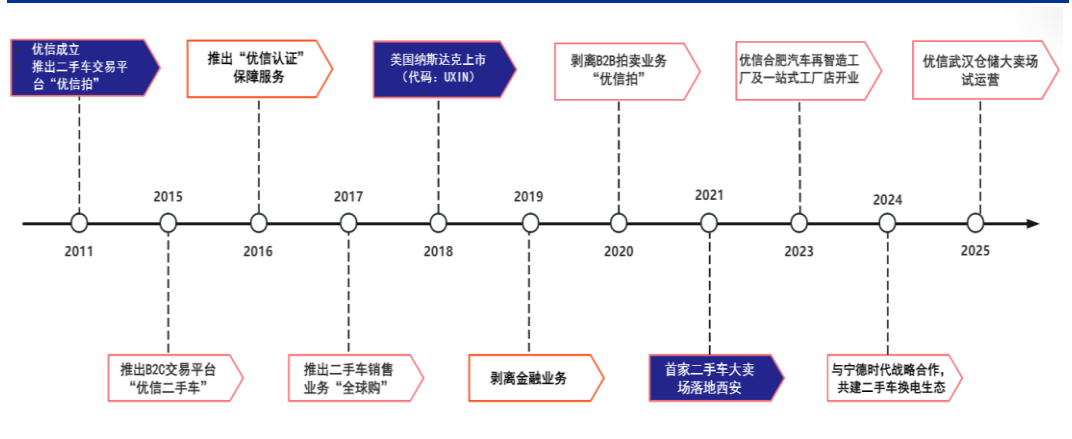 优信成立
推出二手车交易平
台“优信拍”
推出“优信认证”
保障服务
美国纳斯达克上市
（代码：UXIN）
剥离B2B拍卖业务
“优信拍”
优信合肥汽车再智造工
厂及一站式工厂店开业
优信武汉仓储大卖场
试运营
2015
2017
2019
2021
2024
2011
2016
2018
2020
2023
2025
推出B2C交易平台
“优信二手车”
推出二手车销售
业务“全球购”
剥离金融业务
首家二手车大卖
场落地西安
与宁德时代战略合作，
共建二手车换电生态